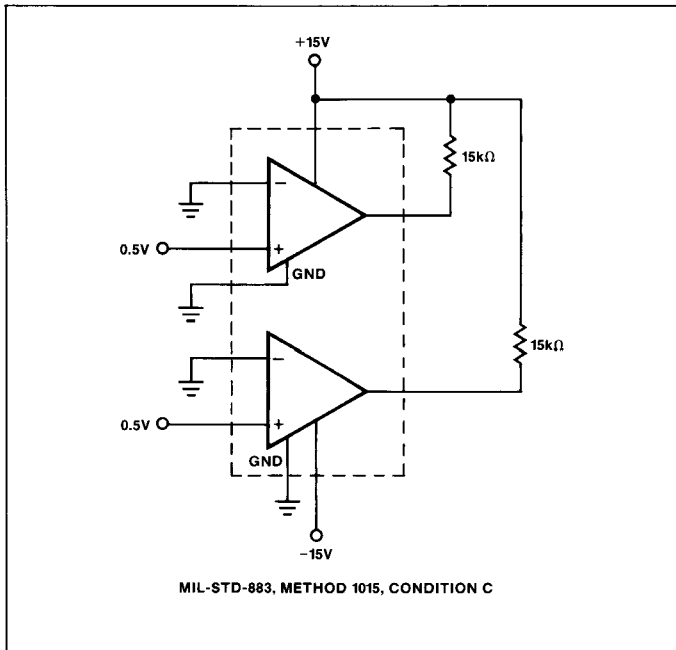 +15V
15kΩ
−
0.5V
+
GND
15kΩ
−
0.5V
+
GND
−15V
MIL-STD-883, METHOD 1015, CONDITION C